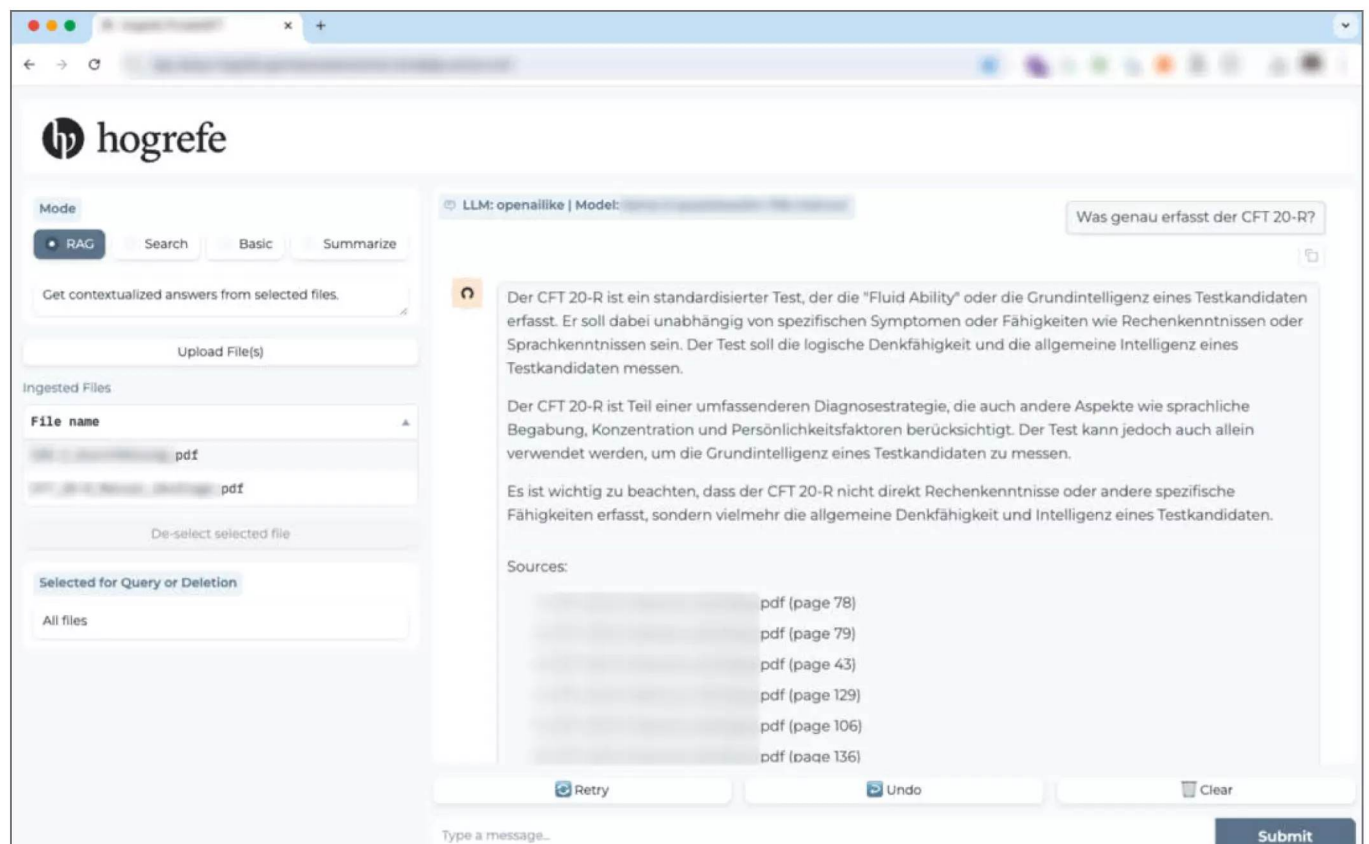 hogrefe
Mode
RAG
Search
Basic
Summarize
Get contextualized answers from selected files.
Upload File(s)
Ingested Files
File name
pdf
pdf
De-select selected file
Selected for Query or Deletion
All files
LLM: openailike | Model:
Was genau erfasst der CFT 20-R?
Der CFT 20-R ist ein standardisierter Test, der die "Fluid Ability" oder die Grundintelligenz eines Testkandidaten
erfasst. Er soll dabei unabhängig von spezifischen Symptomen oder Fähigkeiten wie Rechenkenntnissen oder
Sprachkenntnissen sein. Der Test soll die logische Denkfähigkeit und die allgemeine Intelligenz eines
Testkandidaten messen.
Der CFT 20-R ist Teil einer umfassenderen Diagnosestrategie, die auch andere Aspekte wie sprachliche
Begabung, Konzentration und Persönlichkeitsfaktoren berücksichtigt. Der Test kann jedoch auch allein
verwendet werden, um die Grundintelligenz eines Testkandidaten zu messen.
Es ist wichtig zu beachten, dass der CFT 20-R nicht direkt Rechenkenntnisse oder andere spezifische
Fähigkeiten erfasst, sondern vielmehr die allgemeine Denkfähigkeit und Intelligenz eines Testkandidaten.
Sources:
pdf (page 78)
pdf (page 79)
pdf (page 43)
pdf (page 129)
pdf (page 106)
pdf (page 136)
Retry
Undo
Clear
Type a message...
Submit